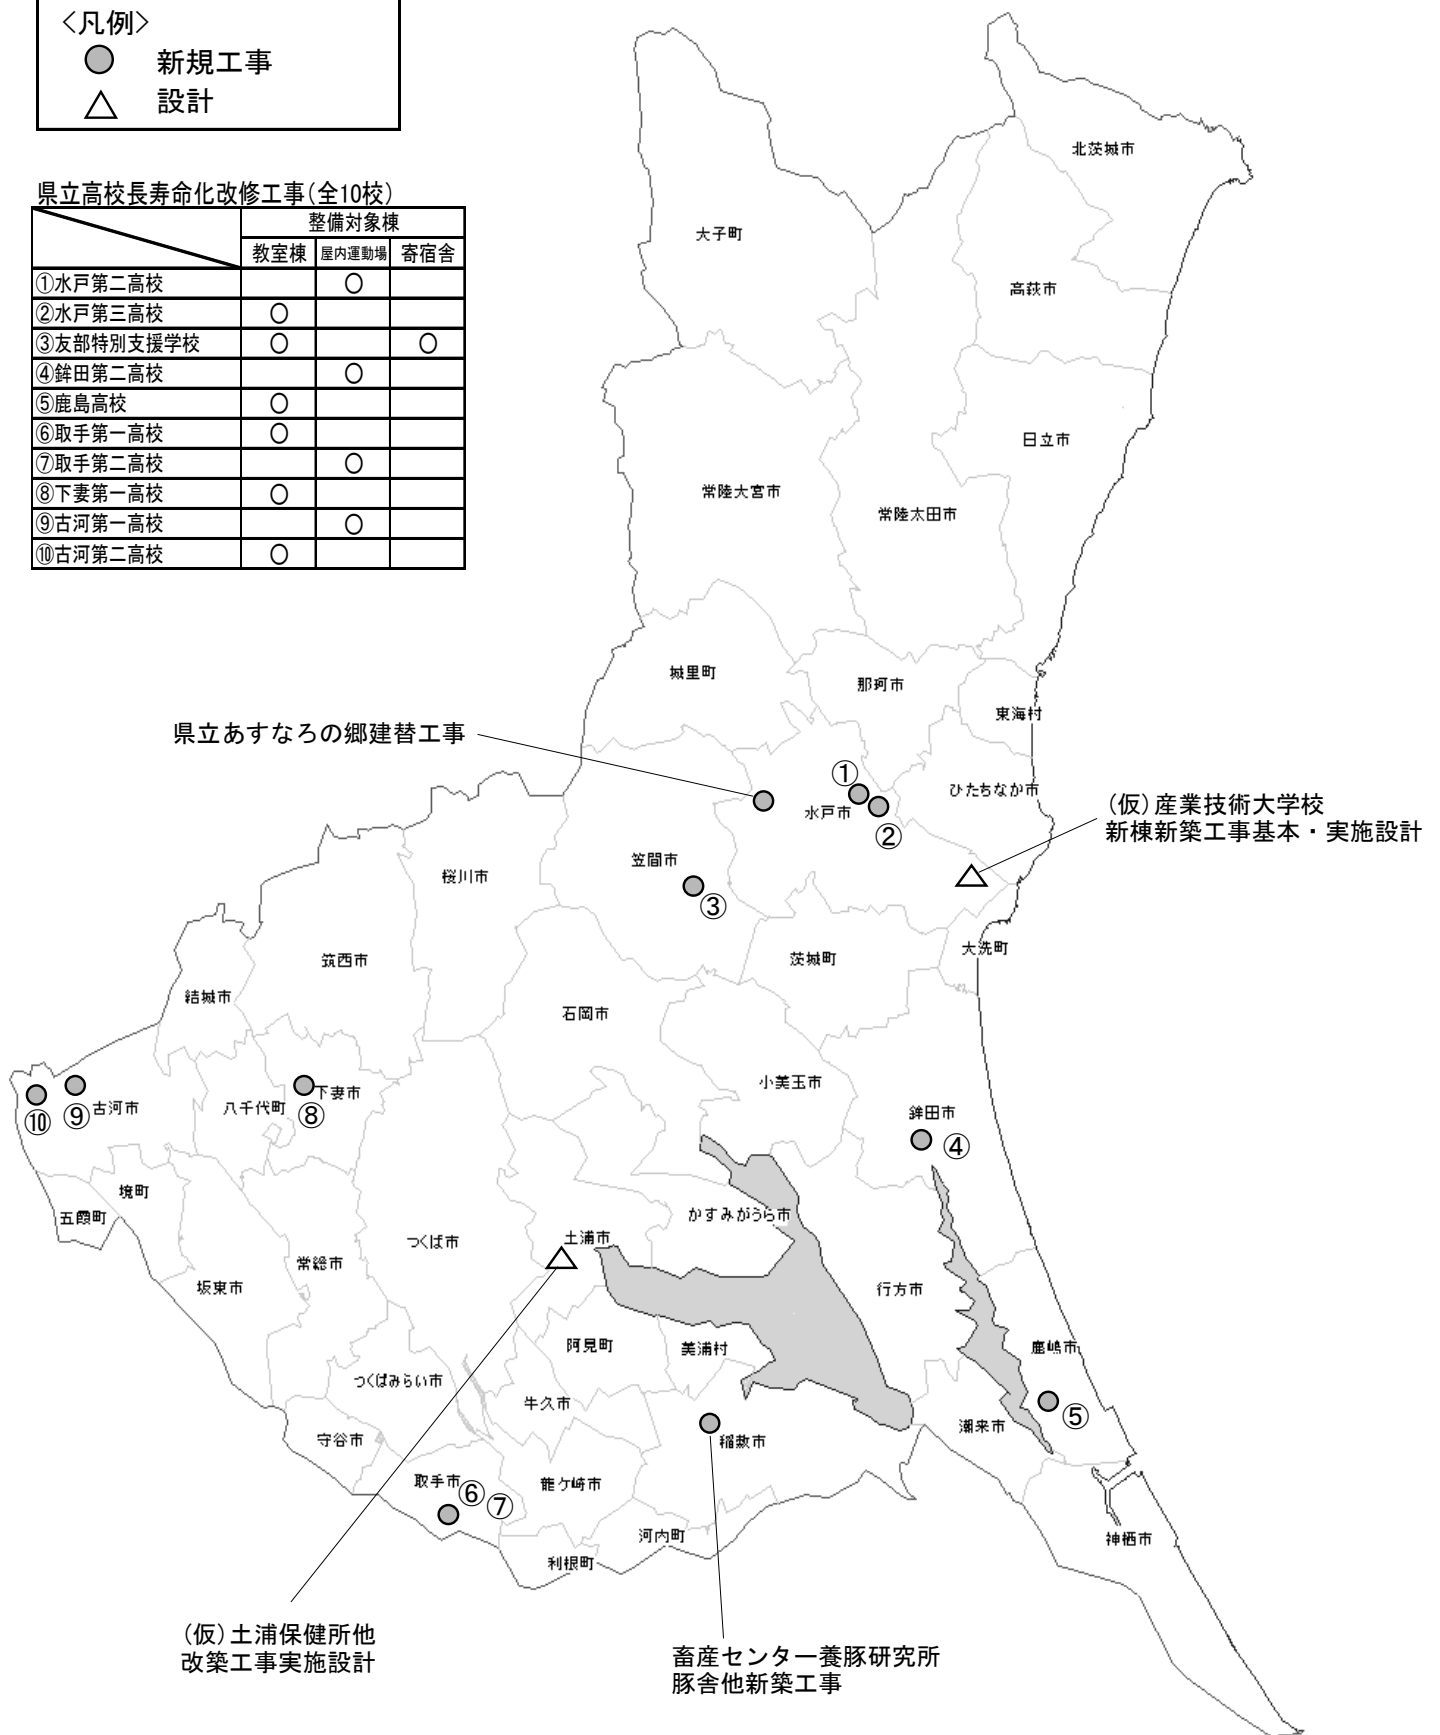 <凡例>
新規工事
設計
県立高校長寿命化改修工事(全10校)
整備対象棟
教室棟 屋内運動場 寄宿舎
①水戸第二高校 ○
②水戸第三高校 ○
③友部特別支援学校 ○ ○
④鉾田第二高校 ○
⑤鹿島高校 ○
⑥取手第一高校 ○
⑦取手第二高校 ○
⑧下妻第一高校 ○
⑨古河第一高校 ○
⑩古河第二高校 ○
北茨城市
大子町
高萩市
日立市
常陸大宮市
常陸太田市
城里町
那珂市
東海村
県立あすなろの郷建替工事
①
ひたちなか市
水戸市
②
(仮)産業技術大学校
新棟新築工事基本・実施設計
笠間市
③
桜川市
茨城町
大洗町
筑西市
結城市
石岡市
小美玉市
古河市
⑩
⑨
八千代町
下妻市
⑧
鉾田市
④
境町
五霞町
かすみがうら市
土浦市
つくば市
常総市
坂東市
行方市
阿見町
美浦村
鹿嶋市
つくばみらい市
牛久市
⑤
潮来市
守谷市
稲敷市
取手市
⑥
⑦
龍ケ崎市
河内町
神栖市
利根町
(仮)土浦保健所他
改築工事実施設計
畜産センター養豚研究所
豚舎他新築工事